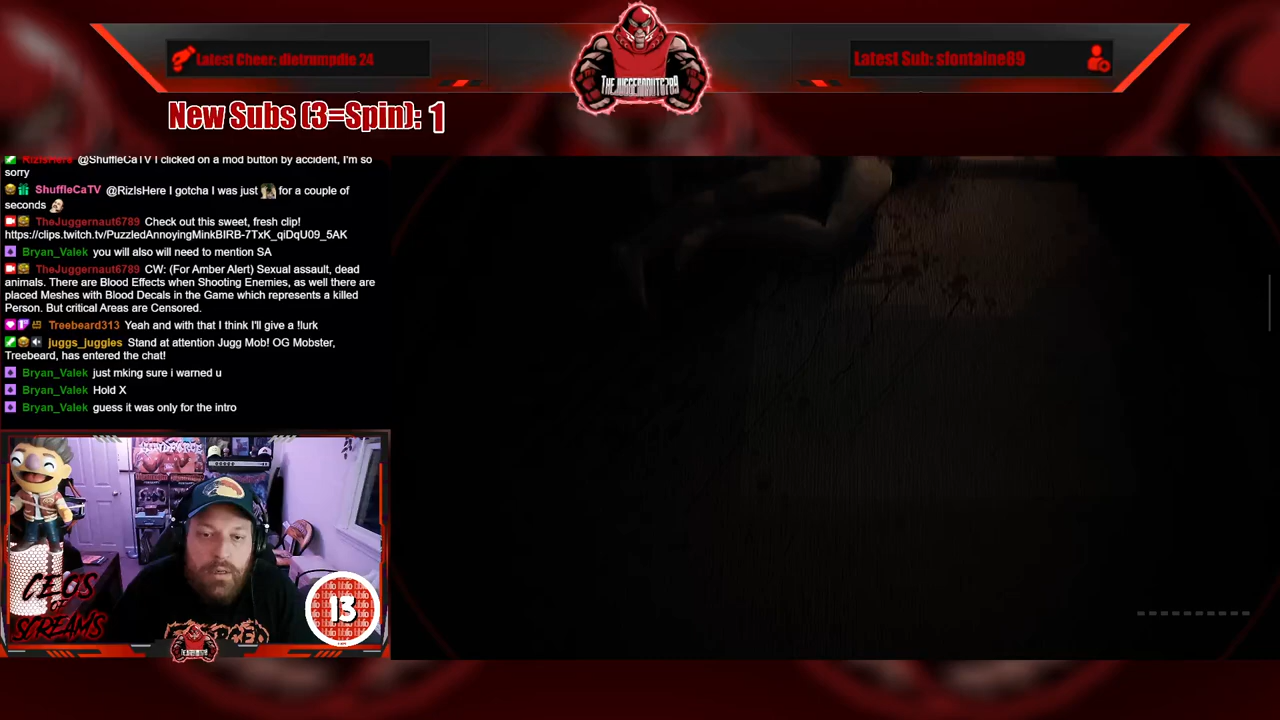 Latest Cheer: dietrumpdie 24
THEJUGGERNAUT6789
Latest Sub: sfontaine89
New Subs (3=Spin): 1
RizIsHere @ShuffleCaTV I clicked on a mod button by accident, I'm so
sorry
ShuffleCaTV @RizIsHere I gotcha I was just for a couple of
seconds
TheJuggernaut6789 Check out this sweet, fresh clip!
https://clips.twitch.tv/PuzzledAnnoyingMinkBIRB-7TxK_qiDqU09_5AK
Bryan_Valek you will also will need to mention SA
TheJuggernaut6789 CW: (For Amber Alert) Sexual assault, dead
animals. There are Blood Effects when Shooting Enemies, as well there are
placed Meshes with Blood Decals in the Game which represents a killed
Person. But critical Areas are Censored.
Treebeard313 Yeah and with that I think I'll give a !lurk
juggs_juggies Stand at attention Jugg Mob! OG Mobster,
Treebeard, has entered the chat!
Bryan_Valek just mking sure i warned u
Bryan_Valek Hold X
Bryan_Valek guess it was only for the intro
CEO'S
OF
SCREAMS
13